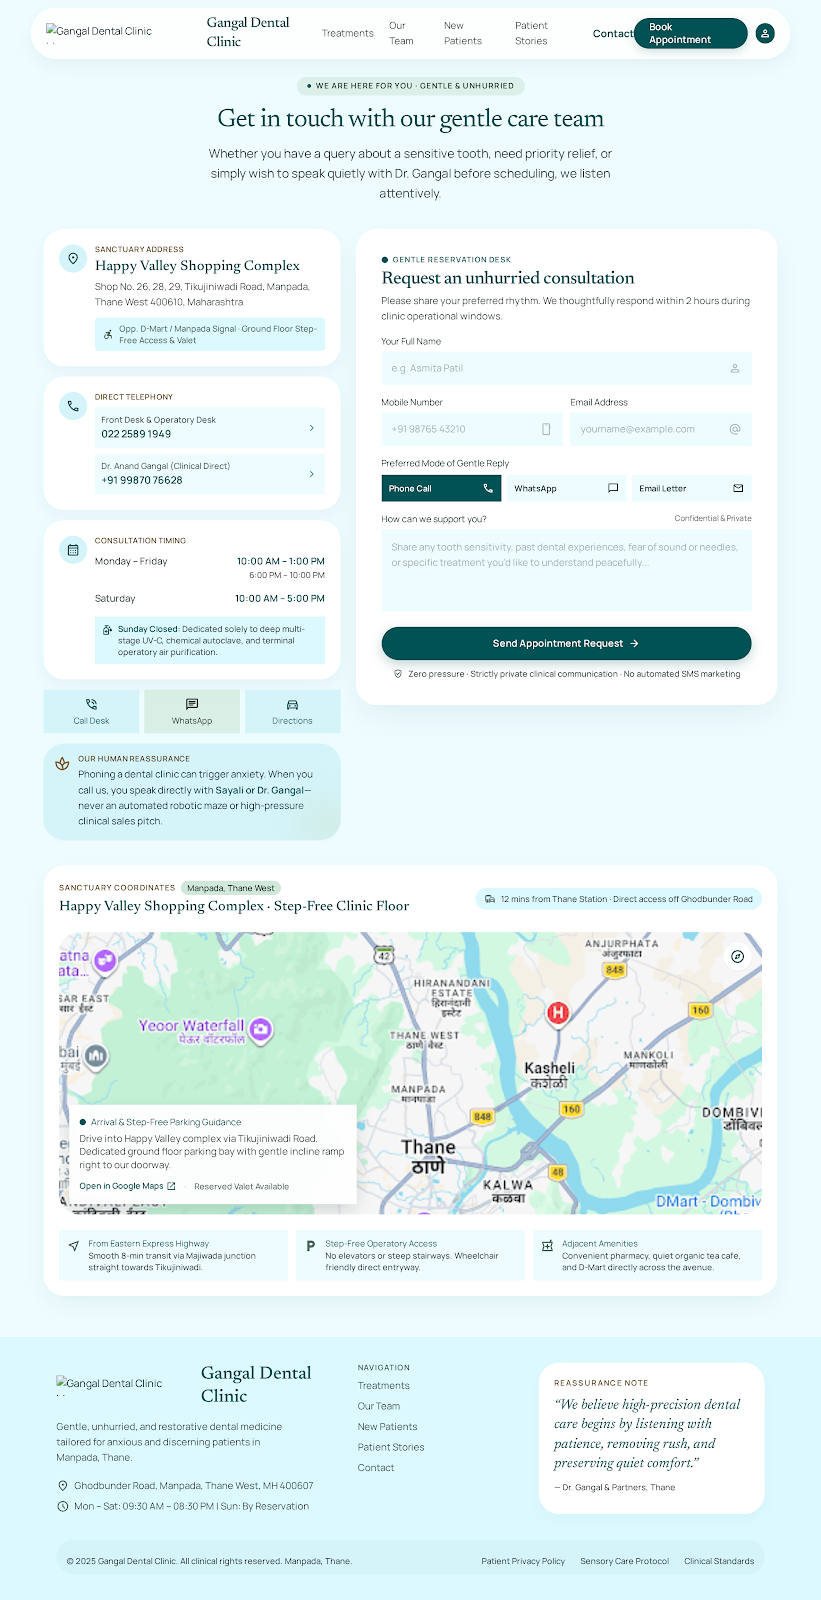 Gangal Dental Clinic
Gangal Dental
Clinic
Treatments
Our
Team
New
Patients
Patient
Stories
Contact
Book
Appointment
WE ARE HERE FOR YOU · GENTLE & UNHURRIED
Get in touch with our gentle care team
Whether you have a query about a sensitive tooth, need priority relief, or
simply wish to speak quietly with Dr. Gangal before scheduling, we listen
attentively.
SANCTUARY ADDRESS
Happy Valley Shopping Complex
Shop No. 26, 28, 29, Tikujiniwadi Road, Manpada,
Thane West 400610, Maharashtra
Opp. D-Mart / Manpada Signal · Ground Floor Step-
Free Access & Valet
DIRECT TELEPHONY
Front Desk & Operatory Desk
022 2589 1949
Dr. Anand Gangal (Clinical Direct)
+91 99870 76628
CONSULTATION TIMING
Monday – Friday
10:00 AM – 1:00 PM
6:00 PM – 10:00 PM
Saturday
10:00 AM – 5:00 PM
Sunday Closed: Dedicated solely to deep multi-
stage UV-C, chemical autoclave, and terminal
operatory air purification.
Call Desk
WhatsApp
Directions
OUR HUMAN REASSURANCE
Phoning a dental clinic can trigger anxiety. When you
call us, you speak directly with Sayali or Dr. Gangal—
never an automated robotic maze or high-pressure
clinical sales pitch.
GENTLE RESERVATION DESK
Request an unhurried consultation
Please share your preferred rhythm. We thoughtfully respond within 2 hours during
clinic operational windows.
Your Full Name
e.g. Asmita Patil
Mobile Number
Email Address
+91 98765 43210
yourname@example.com
Preferred Mode of Gentle Reply
Phone Call
WhatsApp
Email Letter
How can we support you?
Confidential & Private
Share any tooth sensitivity, past dental experiences, fear of sound or needles,
or specific treatment you'd like to understand peacefully...
Send Appointment Request →
Zero pressure · Strictly private clinical communication · No automated SMS marketing
SANCTUARY COORDINATES
Manpada, Thane West
Happy Valley Shopping Complex · Step-Free Clinic Floor
12 mins from Thane Station · Direct access off Ghodbunder Road
atna
ata...
SAR EAST
सार ईस्ट
Yeoor Waterfall
येऊर वॉटरफॉल
bai
मुंबई
42
HIRANANDANI
ESTATE
हिरानंदानी
इस्टेट
THANE WEST
ठाणे वेस्ट
MANPADA
मानपाडा
848
Thane
ठाणे
ANJURPHATA
अंजुरफाटा
848
160
H
Kasheli
कशेळी
MANKOLI
माणकोली
160
DOMBIV
डोंबिवल
48
KALWA
कळवा
DMart - Dombiv
Arrival & Step-Free Parking Guidance
Drive into Happy Valley complex via Tikujiniwadi Road.
Dedicated ground floor parking bay with gentle incline ramp
right to our doorway.
Open in Google Maps
·
Reserved Valet Available
From Eastern Express Highway
Smooth 8-min transit via Majiwada junction
straight towards Tikujiniwadi.
P
Step-Free Operatory Access
No elevators or steep stairways. Wheelchair
friendly direct entryway.
Adjacent Amenities
Convenient pharmacy, quiet organic tea cafe,
and D-Mart directly across the avenue.
Gangal Dental Clinic
Gangal Dental
Clinic
Gentle, unhurried, and restorative dental medicine
tailored for anxious and discerning patients in
Manpada, Thane.
Ghodbunder Road, Manpada, Thane West, MH 400607
Mon – Sat: 09:30 AM – 08:30 PM | Sun: By Reservation
NAVIGATION
Treatments
Our Team
New Patients
Patient Stories
Contact
REASSURANCE NOTE
“We believe high-precision dental
care begins by listening with
patience, removing rush, and
preserving quiet comfort.”
— Dr. Gangal & Partners, Thane
© 2025 Gangal Dental Clinic. All clinical rights reserved. Manpada, Thane.
Patient Privacy Policy
Sensory Care Protocol
Clinical Standards